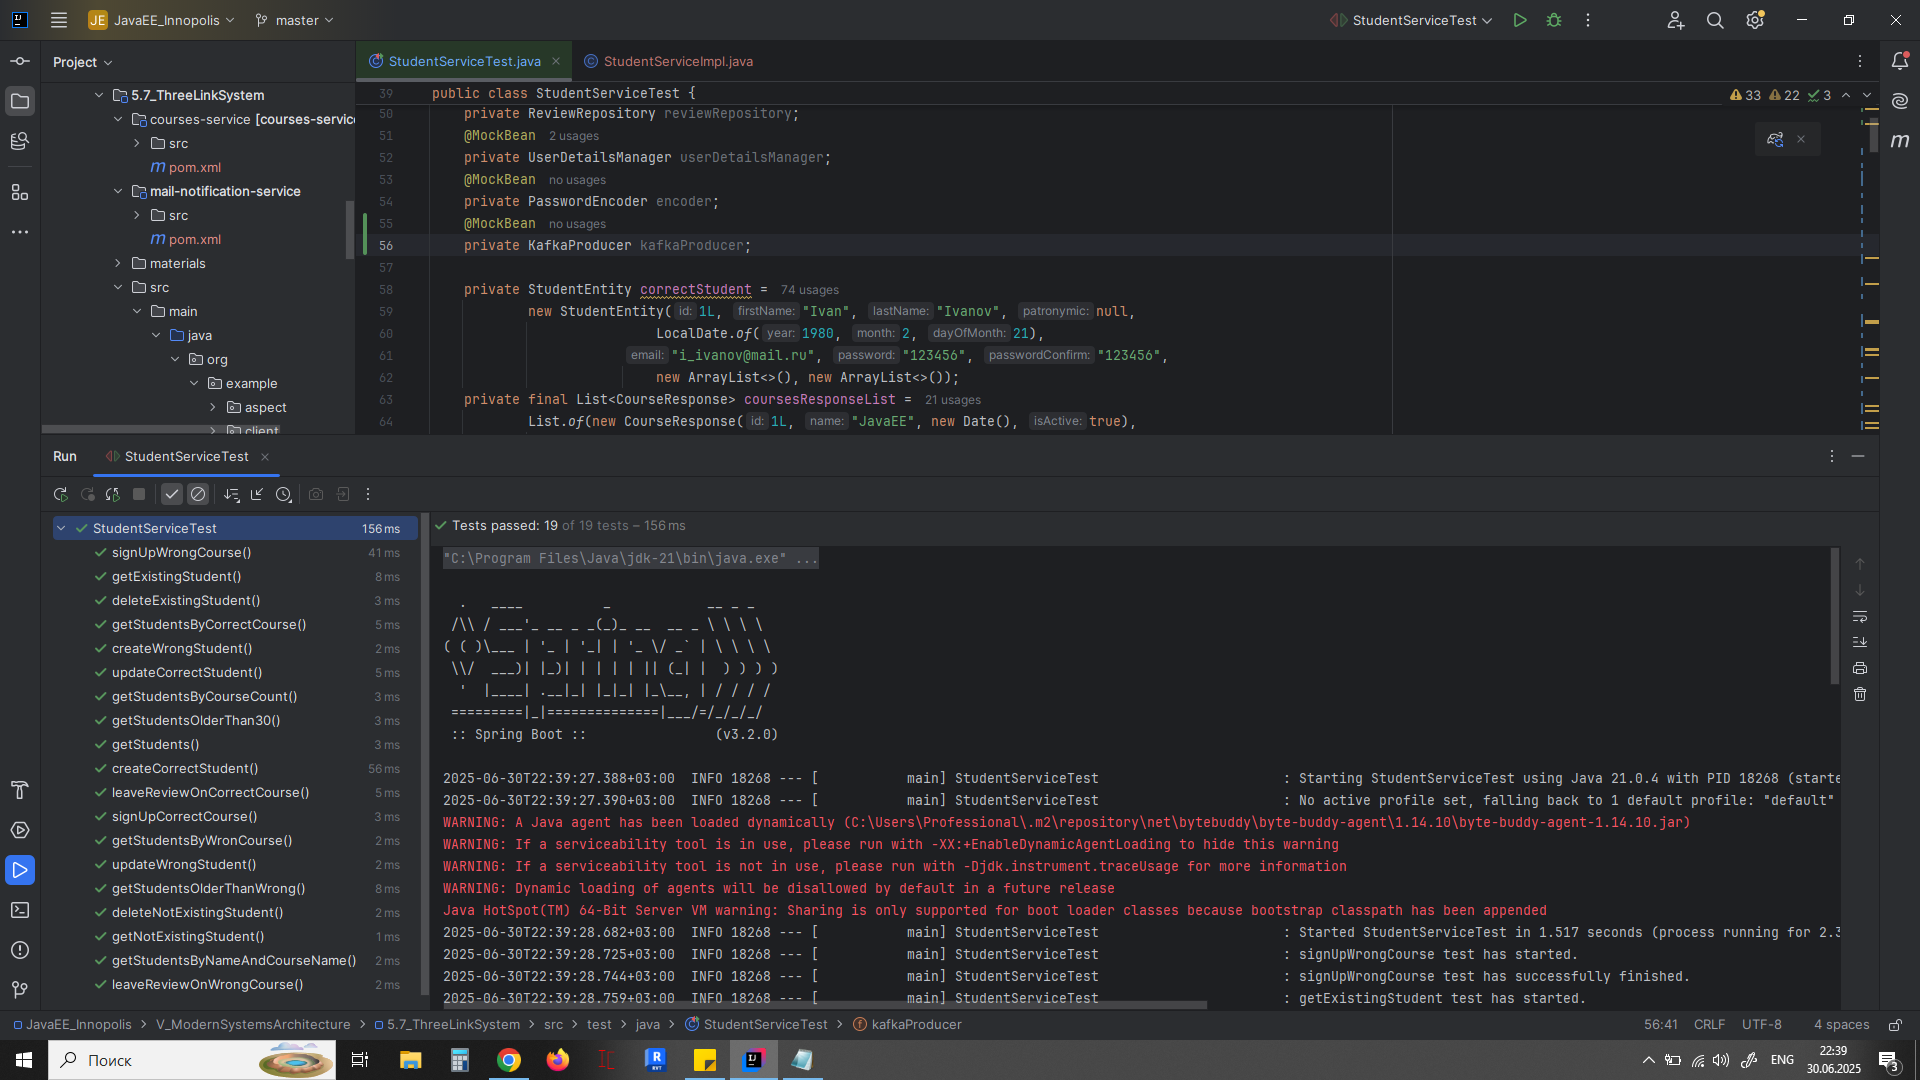 JE JavaEE_Innopolis master StudentServiceTest
Project
StudentServiceTest.java StudentServiceImpl.java
5.7_ThreeLinkSystem
courses-service [courses-servic
src
pom.xml
mail-notification-service
src
pom.xml
materials
src
main
java
org
example
aspect
client
39 public class StudentServiceTest {
33 22 3
50 private ReviewRepository reviewRepository;
51 @MockBean 2 usages
52 private UserDetailsManager userDetailsManager;
53 @MockBean no usages
54 private PasswordEncoder encoder;
55 @MockBean no usages
56 private KafkaProducer kafkaProducer;
57
58 private StudentEntity correctStudent = 74 usages
59 new StudentEntity( id: 1L, firstName: "Ivan", lastName: "Ivanov", patronymic: null,
60 LocalDate.of( year: 1980, month: 2, dayOfMonth: 21),
61 email: "i_ivanov@mail.ru", password: "123456", passwordConfirm: "123456",
62 new ArrayList<>(), new ArrayList<>());
63 private final List<CourseResponse> coursesResponseList = 21 usages
64 List.of(new CourseResponse( id: 1L, name: "JavaEE", new Date(), isActive: true),
Run StudentServiceTest
StudentServiceTest 156 ms
signUpWrongCourse() 41 ms
getExistingStudent() 8 ms
deleteExistingStudent() 3 ms
getStudentsByCorrectCourse() 5 ms
createWrongStudent() 2 ms
updateCorrectStudent() 5 ms
getStudentsByCourseCount() 3 ms
getStudentsOlderThan30() 3 ms
getStudents() 3 ms
createCorrectStudent() 56 ms
leaveReviewOnCorrectCourse() 5 ms
signUpCorrectCourse() 3 ms
getStudentsByWronCourse() 2 ms
updateWrongStudent() 2 ms
getStudentsOlderThanWrong() 8 ms
deleteNotExistingStudent() 2 ms
getNotExistingStudent() 1 ms
getStudentsByNameAndCourseName() 2 ms
leaveReviewOnWrongCourse() 2 ms
Tests passed: 19 of 19 tests – 156 ms
"C:\Program Files\Java\jdk-21\bin\java.exe" ...
  .   ____          _            __ _ _
 /\\ / ___'_ __ _ _(_)_ __  __ _ \ \ \ \
( ( )\___ | '_ | '_| | '_ \/ _` | \ \ \ \
 \\/  ___)| |_)| | | | | || (_| |  ) ) ) )
  '  |____| .__|_| |_|_| |_\__, | / / / /
 =========|_|==============|___/=/_/_/_/
 :: Spring Boot ::                (v3.2.0)
2025-06-30T22:39:27.388+03:00  INFO 18268 --- [           main] StudentServiceTest                       : Starting StudentServiceTest using Java 21.0.4 with PID 18268 (starte
2025-06-30T22:39:27.390+03:00  INFO 18268 --- [           main] StudentServiceTest                       : No active profile set, falling back to 1 default profile: "default"
WARNING: A Java agent has been loaded dynamically (C:\Users\Professional\.m2\repository\net\bytebuddy\byte-buddy-agent\1.14.10\byte-buddy-agent-1.14.10.jar)
WARNING: If a serviceability tool is in use, please run with -XX:+EnableDynamicAgentLoading to hide this warning
WARNING: If a serviceability tool is not in use, please run with -Djdk.instrument.traceUsage for more information
WARNING: Dynamic loading of agents will be disallowed by default in a future release
Java HotSpot(TM) 64-Bit Server VM warning: Sharing is only supported for boot loader classes because bootstrap classpath has been appended
2025-06-30T22:39:28.682+03:00  INFO 18268 --- [           main] StudentServiceTest                       : Started StudentServiceTest in 1.517 seconds (process running for 2.3
2025-06-30T22:39:28.725+03:00  INFO 18268 --- [           main] StudentServiceTest                       : signUpWrongCourse test has started.
2025-06-30T22:39:28.744+03:00  INFO 18268 --- [           main] StudentServiceTest                       : signUpWrongCourse test has successfully finished.
2025-06-30T22:39:28.759+03:00  INFO 18268 --- [           main] StudentServiceTest                       : getExistingStudent test has started.
JavaEE_Innopolis > V_ModernSystemsArchitecture > 5.7_ThreeLinkSystem > src > test > java > StudentServiceTest > kafkaProducer 56:41 CRLF UTF-8 4 spaces
Поиск
ENG
22:39
30.06.2025
3